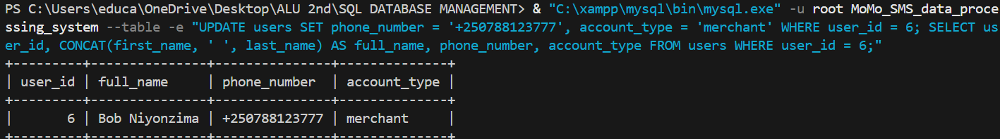 PS C:\Users\educa\OneDrive\Desktop\ALU 2nd\SQL DATABASE MANAGEMENT> & "C:\xampp\mysql\bin\mysql.exe" -u root MoMo_SMS_data_proce
ssing_system --table -e "UPDATE users SET phone_number = '+250788123777', account_type = 'merchant' WHERE user_id = 6; SELECT us
er_id, CONCAT(first_name, ' ', last_name) AS full_name, phone_number, account_type FROM users WHERE user_id = 6;"
+---------+---------------+---------------+--------------+
| user_id | full_name     | phone_number  | account_type |
+---------+---------------+---------------+--------------+
|       6 | Bob Niyonzima | +250788123777 | merchant     |
+---------+---------------+---------------+--------------+